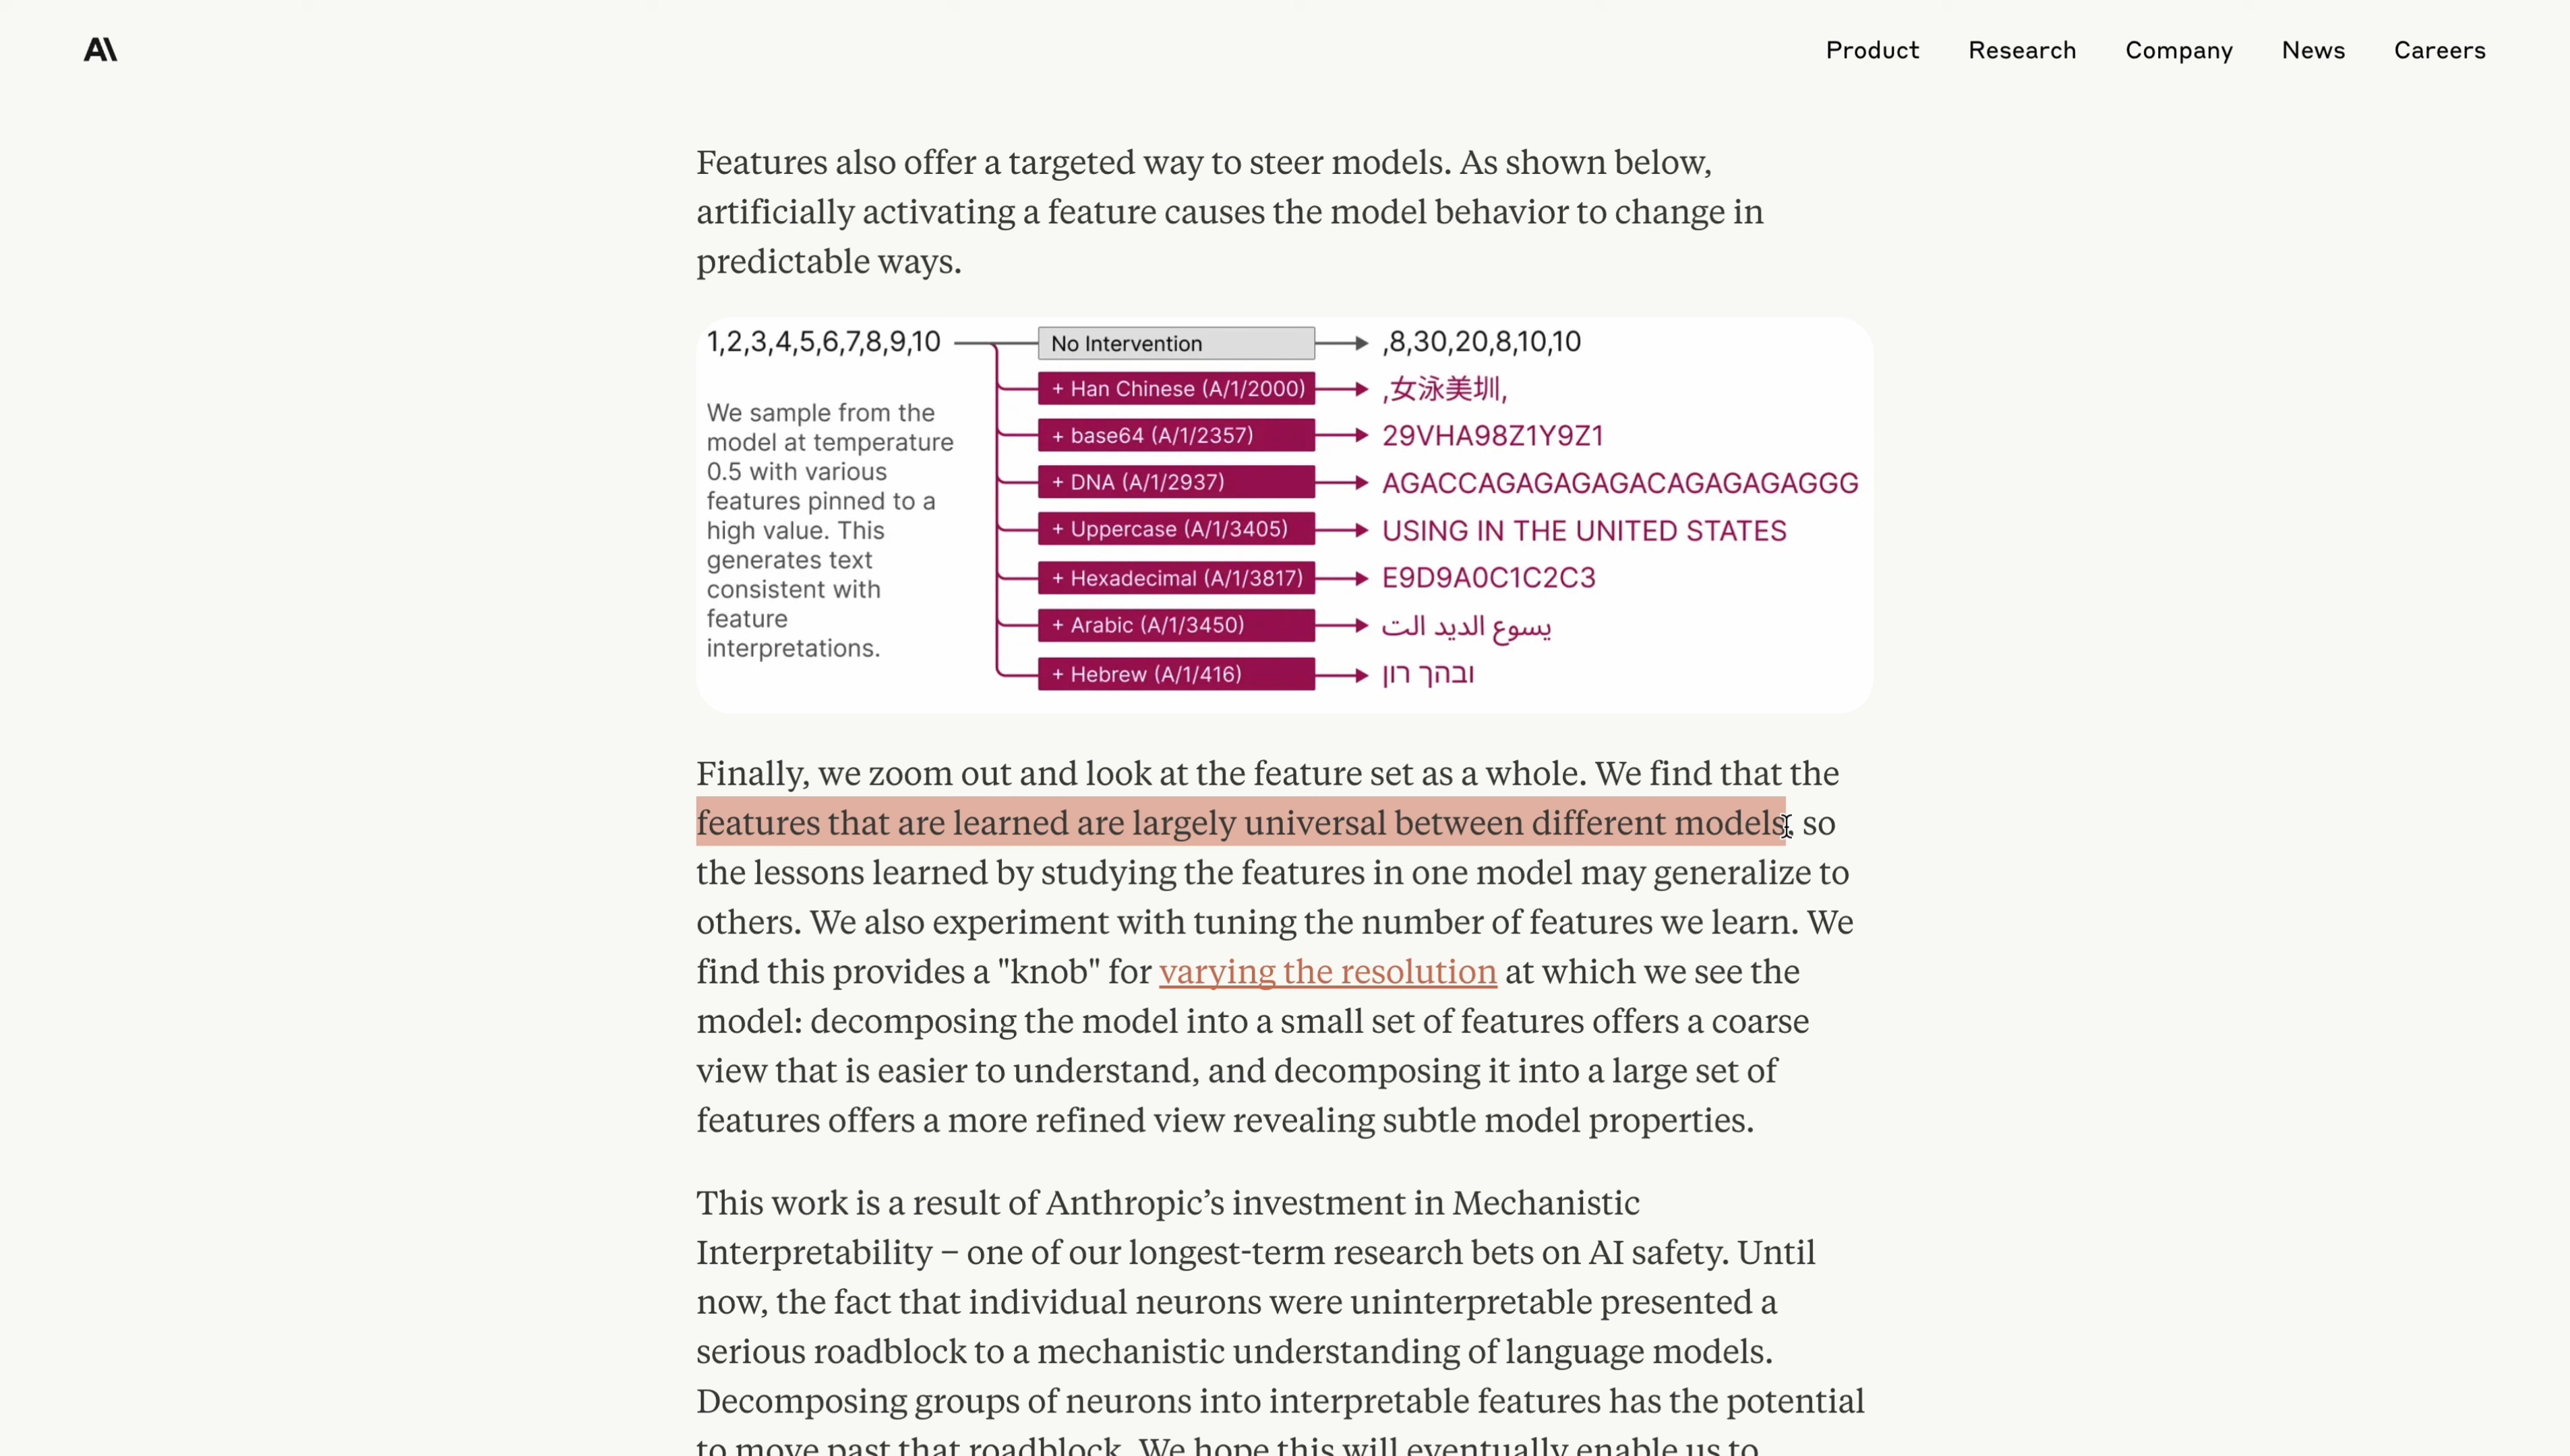 A\
Product Research Company News Careers
Features also offer a targeted way to steer models. As shown below,
artificially activating a feature causes the model behavior to change in
predictable ways.
1,2,3,4,5,6,7,8,9,10
We sample from the
model at temperature
0.5 with various
features pinned to a
high value. This
generates text
consistent with
feature
interpretations.
No Intervention ,8,30,20,8,10,10
+ Han Chinese (A/1/2000) ,女泳美圳,
+ base64 (A/1/2357) 29VHA98Z1Y9Z1
+ DNA (A/1/2937) AGACCAGAGAGAGACAGAGAGAGGG
+ Uppercase (A/1/3405) USING IN THE UNITED STATES
+ Hexadecimal (A/1/3817) E9D9A0C1C2C3
+ Arabic (A/1/3450) يسوع الديد الت
+ Hebrew (A/1/416) ובהך רון
Finally, we zoom out and look at the feature set as a whole. We find that the
features that are learned are largely universal between different models, so
the lessons learned by studying the features in one model may generalize to
others. We also experiment with tuning the number of features we learn. We
find this provides a "knob" for varying the resolution at which we see the
model: decomposing the model into a small set of features offers a coarse
view that is easier to understand, and decomposing it into a large set of
features offers a more refined view revealing subtle model properties.
This work is a result of Anthropic’s investment in Mechanistic
Interpretability – one of our longest-term research bets on AI safety. Until
now, the fact that individual neurons were uninterpretable presented a
serious roadblock to a mechanistic understanding of language models.
Decomposing groups of neurons into interpretable features has the potential
to move past that roadblock. We hope this will eventually enable us to